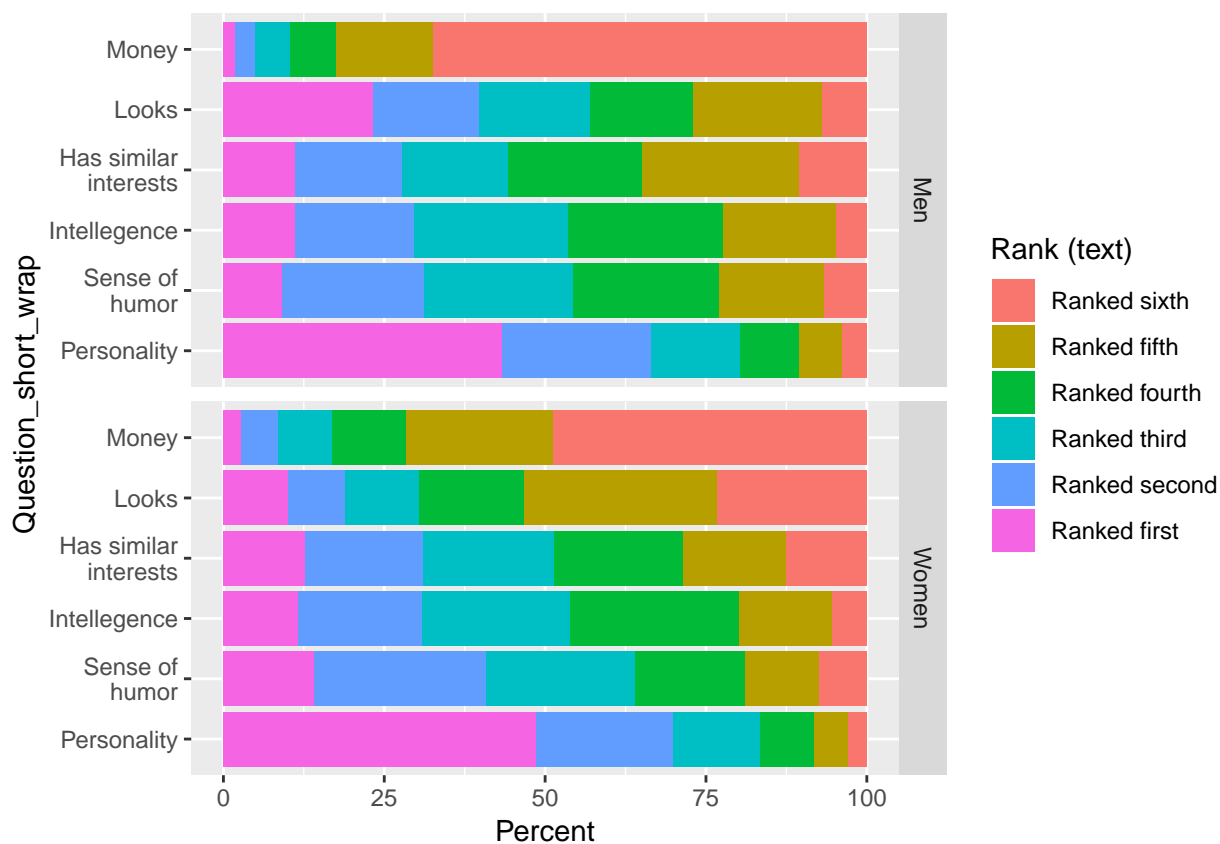 Question_short_wrap
Money
Looks
Has similar
interests
Intellegence
Sense of
humor
Personality
Men
Money
Looks
Has similar
interests
Intellegence
Sense of
humor
Personality
Women
0 25 50 75 100
Percent
Rank (text)
Ranked sixth
Ranked fifth
Ranked fourth
Ranked third
Ranked second
Ranked first